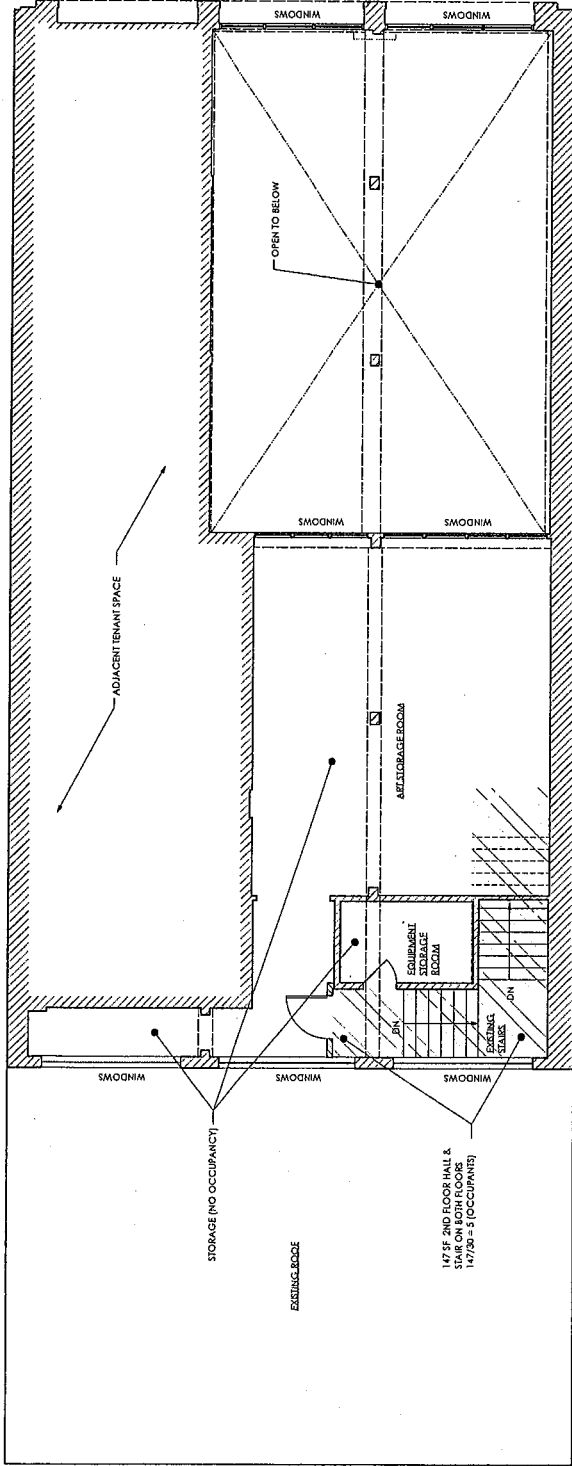 WINDOWS
WINDOWS
OPEN TO BELOW
WINDOWS
WINDOWS
ADJACENT TENANT SPACE
ART STORAGE ROOM
EQUIPMENT
STORAGE
ROOM
DN
DN
EXISTING
STAIRS
WINDOWS
WINDOWS
WINDOWS
STORAGE (NO OCCUPANCY)
EXISTING ROOF
147 SF 2ND FLOOR HALL &
STAIR ON BOTH FLOORS
147/30 = 5 (OCCUPANTS)